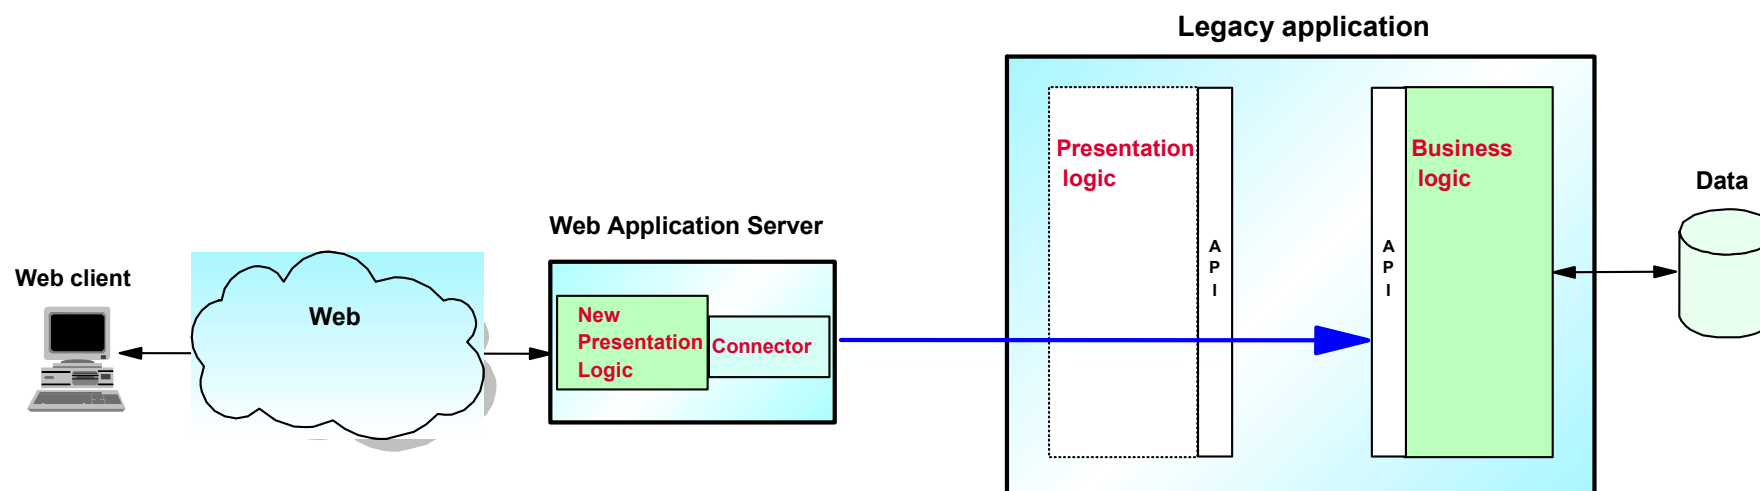 Legacy application
Presentation
logic
A
P
I
A
P
I
Business
logic
Data
Web Application Server
Web client
Web
New
Presentation
Logic
Connector